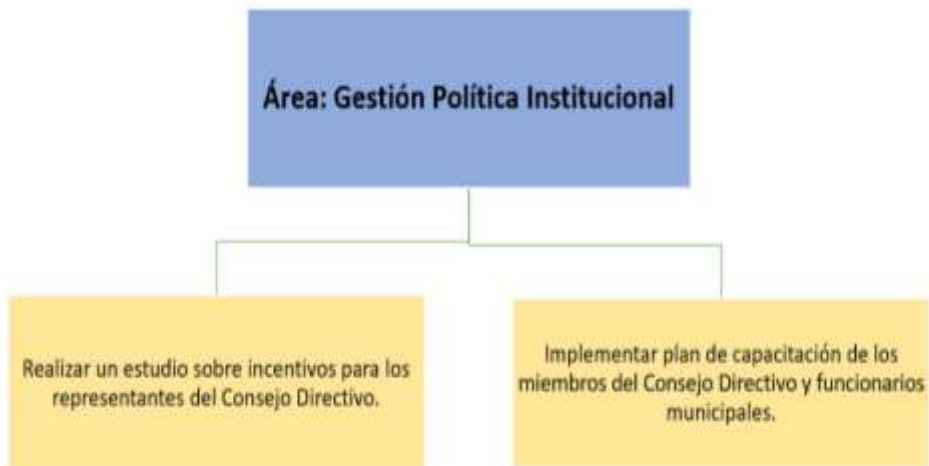 Área: Gestión Política Institucional
Realizar un estudio sobre incentivos para los
representantes del Consejo Directivo.
Implementar plan de capacitación de los
miembros del Consejo Directivo y funcionarios
municipales.